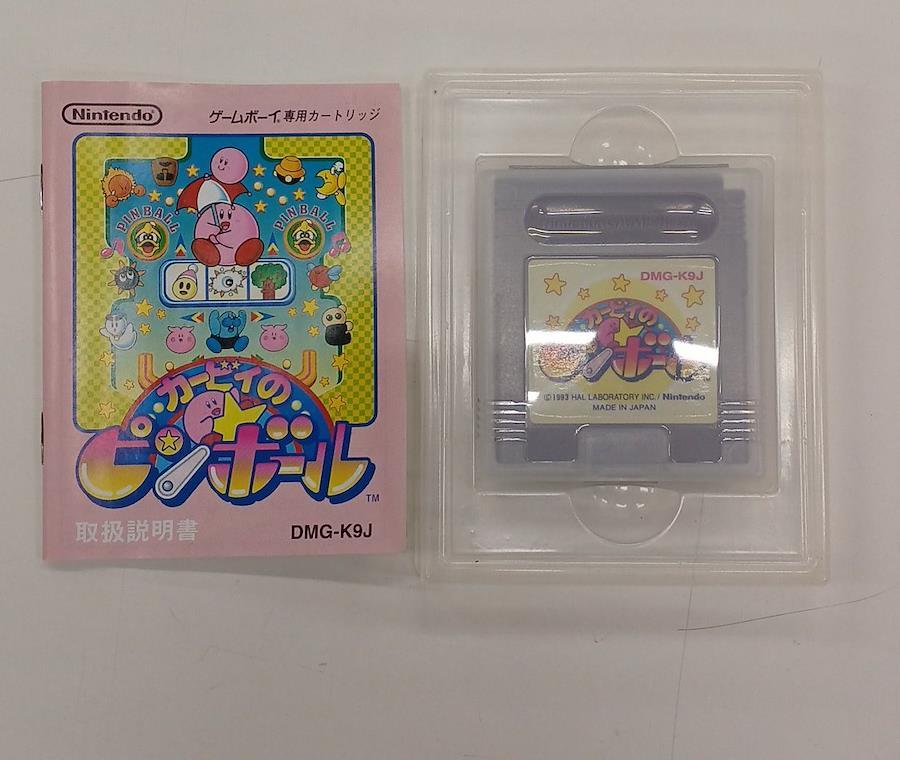 Nintendo
ゲームボーイ専用カートリッジ
PINBALL
PINBALL
カービィの
ピンボール
TM
取扱説明書
DMG-K9J
DMG-K9J
カービィの
ピンボール
©1993 HAL LABORATORY INC./ Nintendo
MADE IN JAPAN